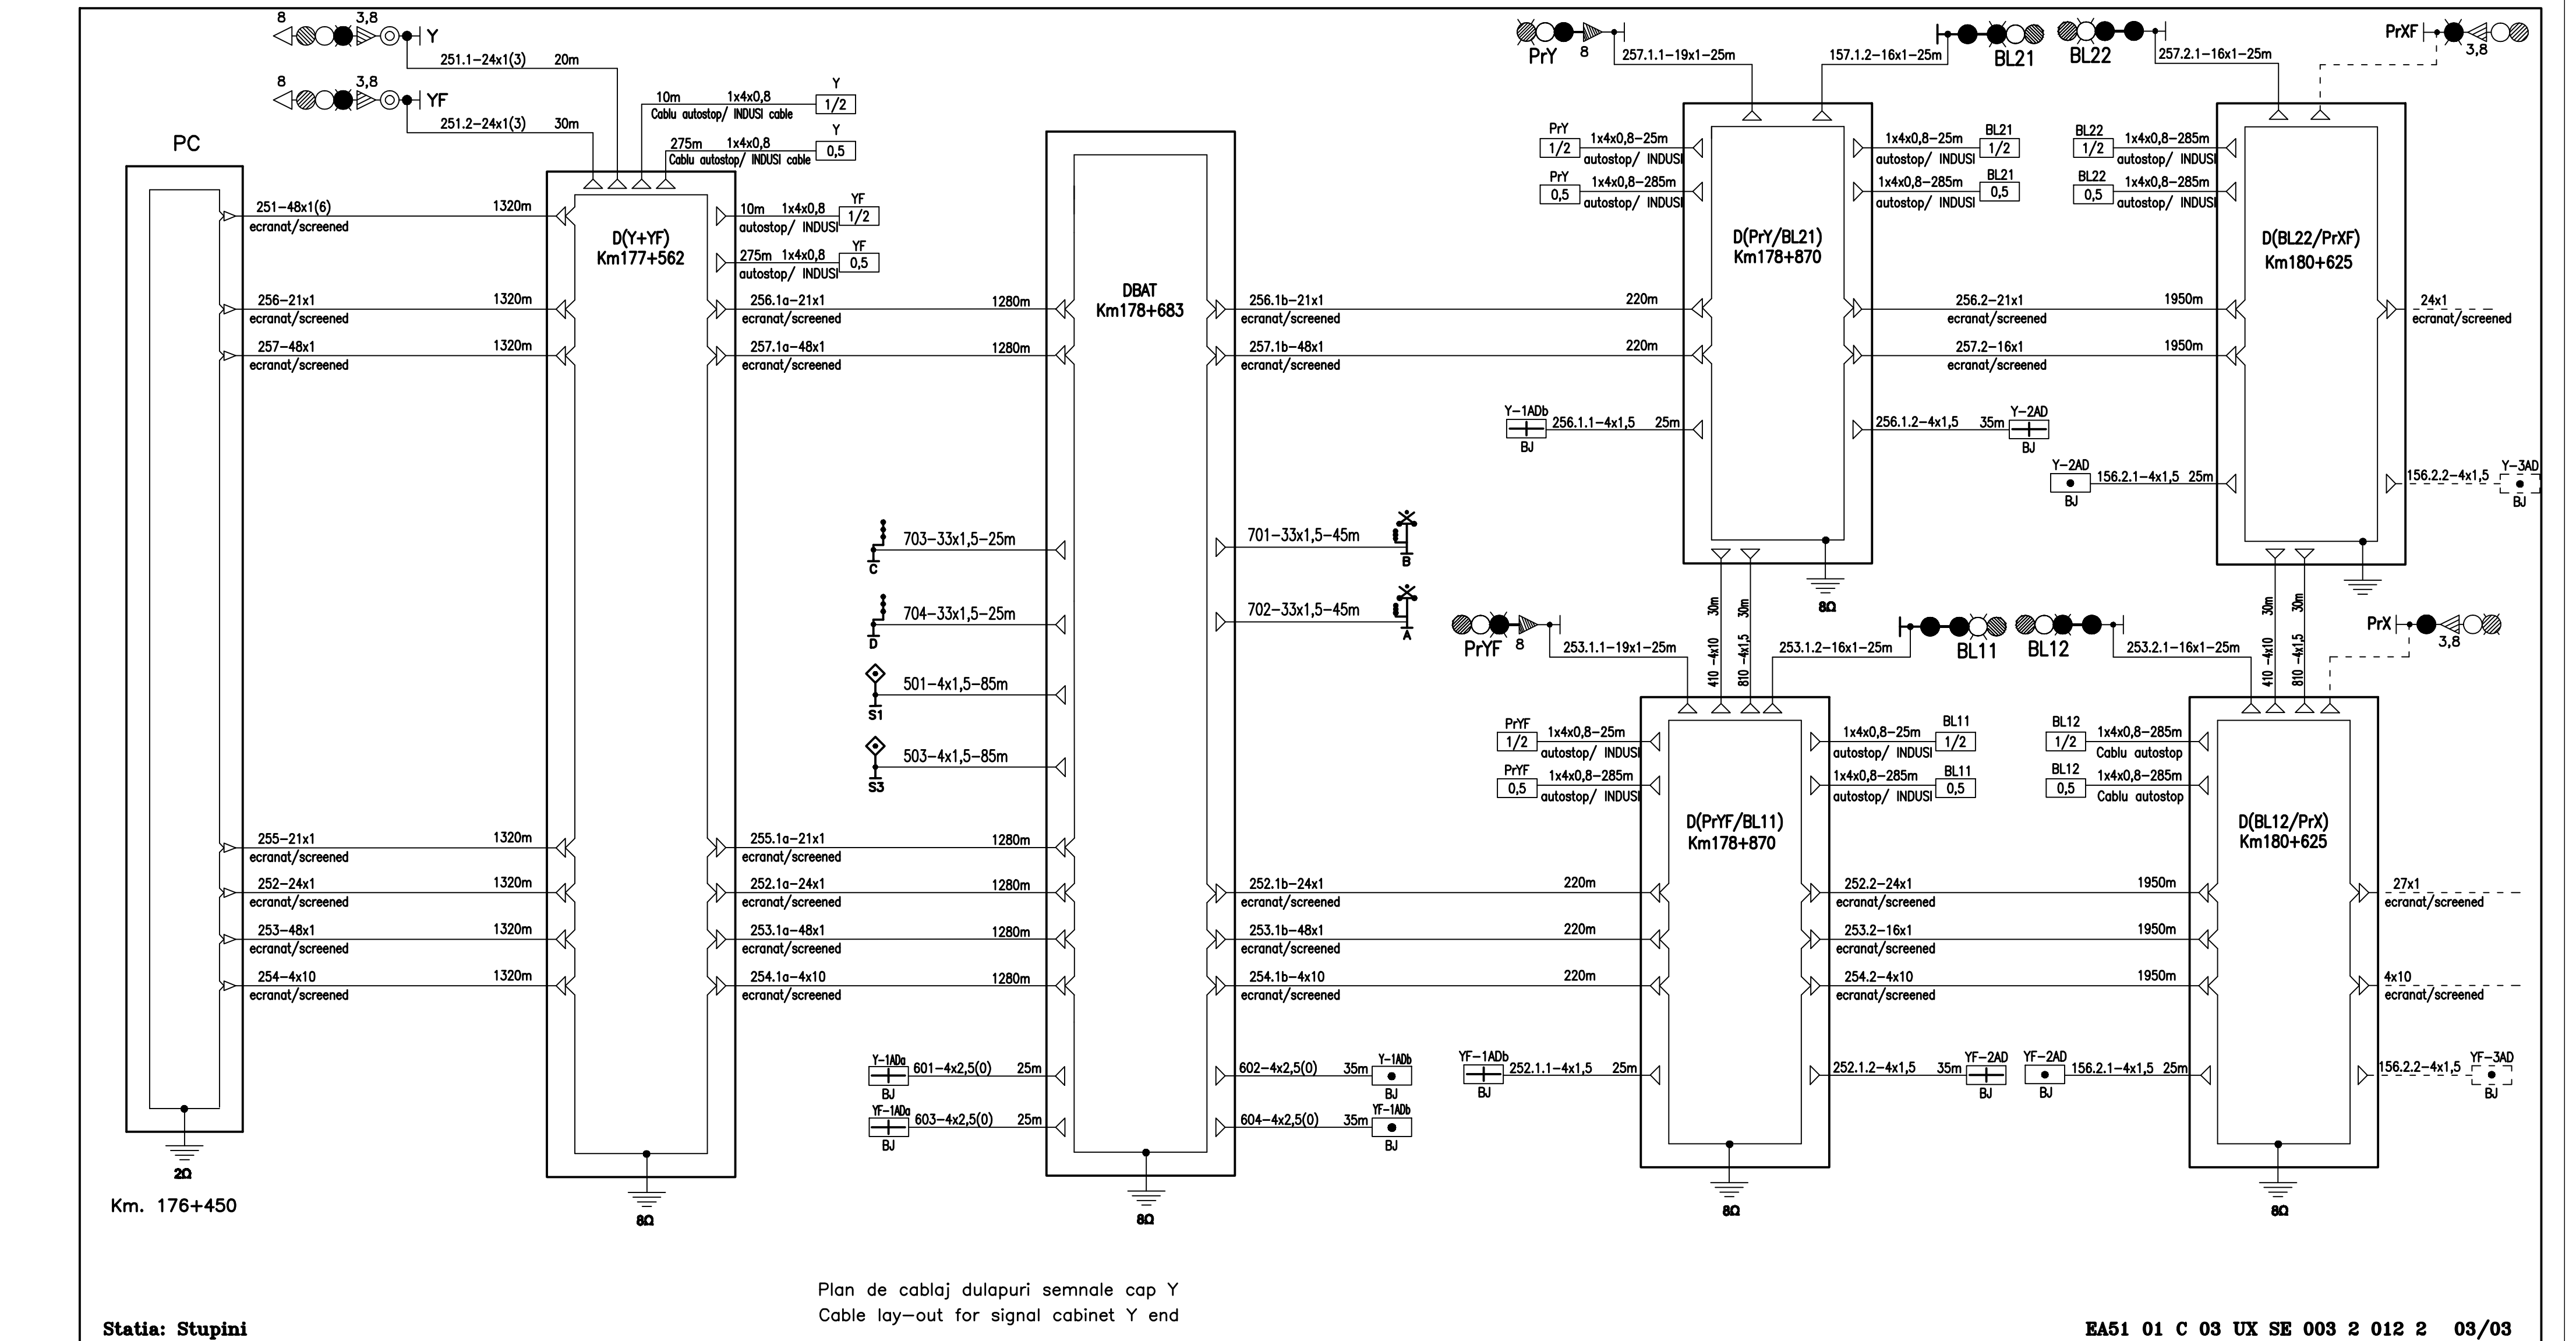 8
3,8
Y
251.1-24x1(3)
20m
8
3,8
YF
251.2-24x1(3)
30m
10m
1x4x0,8
Y
1/2
Cablu autostop/ INDUSI cable
275m
1x4x0,8
Y
0,5
Cablu autostop/ INDUSI cable
PC
251-48x1(6)
1320m
ecranat/screened
256-21x1
1320m
ecranat/screened
257-48x1
1320m
ecranat/screened
255-21x1
1320m
ecranat/screened
252-24x1
1320m
ecranat/screened
253-48x1
1320m
ecranat/screened
254-4x10
1320m
ecranat/screened
2Ω
Km. 176+450
D(Y+YF)
Km177+562
10m 1x4x0,8
YF
1/2
autostop/ INDUSI
275m 1x4x0,8
YF
0,5
autostop/ INDUSI
256.1a-21x1
1280m
ecranat/screened
257.1a-48x1
1280m
ecranat/screened
255.1a-21x1
1280m
ecranat/screened
252.1a-24x1
1280m
ecranat/screened
253.1a-48x1
1280m
ecranat/screened
254.1a-4x10
1280m
ecranat/screened
8Ω
703-33x1,5-25m
C
704-33x1,5-25m
D
501-4x1,5-85m
S1
503-4x1,5-85m
S3
Y-1ADa
601-4x2,5(0)
25m
BJ
YF-1ADa
603-4x2,5(0)
25m
BJ
DBAT
Km178+683
256.1b-21x1
220m
ecranat/screened
257.1b-48x1
220m
ecranat/screened
701-33x1,5-45m
B
702-33x1,5-45m
A
252.1b-24x1
220m
ecranat/screened
253.1b-48x1
220m
ecranat/screened
254.1b-4x10
220m
ecranat/screened
602-4x2,5(0)
35m
Y-1ADb
BJ
604-4x2,5(0)
35m
YF-1ADb
BJ
8Ω
PrY
8
257.1.1-19x1-25m
157.1.2-16x1-25m
BL21
PrY
1/2
1x4x0,8-25m
autostop/ INDUSI
PrY
0,5
1x4x0,8-285m
autostop/ INDUSI
D(PrY/BL21)
Km178+870
1x4x0,8-25m
BL21
1/2
autostop/ INDUSI
1x4x0,8-285m
BL21
0,5
autostop/ INDUSI
256.2-21x1
1950m
ecranat/screened
257.2-16x1
1950m
ecranat/screened
Y-1ADb
256.1.1-4x1,5
25m
BJ
256.1.2-4x1,5
35m
Y-2AD
BJ
8Ω
410 -4x10 30m
810 -4x1,5 30m
BL22
257.2.1-16x1-25m
PrXF
3,8
BL22
1/2
1x4x0,8-285m
autostop/ INDUSI
BL22
0,5
1x4x0,8-285m
autostop/ INDUSI
D(BL22/PrXF)
Km180+625
24x1
ecranat/screened
Y-2AD
156.2.1-4x1,5
25m
BJ
156.2.2-4x1,5
Y-3AD
BJ
410 -4x10 30m
810 -4x1,5 30m
PrYF
8
253.1.1-19x1-25m
253.1.2-16x1-25m
BL11
PrYF
1/2
1x4x0,8-25m
autostop/ INDUSI
PrYF
0,5
1x4x0,8-285m
autostop/ INDUSI
D(PrYF/BL11)
Km178+870
1x4x0,8-25m
BL11
1/2
autostop/ INDUSI
1x4x0,8-285m
BL11
0,5
autostop/ INDUSI
252.2-24x1
1950m
ecranat/screened
253.2-16x1
1950m
ecranat/screened
254.2-4x10
1950m
ecranat/screened
YF-1ADb
252.1.1-4x1,5
25m
BJ
252.1.2-4x1,5
35m
YF-2AD
BJ
8Ω
BL12
253.2.1-16x1-25m
PrX
3,8
BL12
1/2
1x4x0,8-285m
Cablu autostop
BL12
0,5
1x4x0,8-285m
Cablu autostop
D(BL12/PrX)
Km180+625
27x1
ecranat/screened
4x10
ecranat/screened
YF-2AD
156.2.1-4x1,5
25m
BJ
156.2.2-4x1,5
YF-3AD
BJ
8Ω
Plan de cablaj dulapuri semnale cap Y
Cable lay-out for signal cabinet Y end
Statia: Stupini
EA51 01 C 03 UX SE 003 2 012 2 03/03